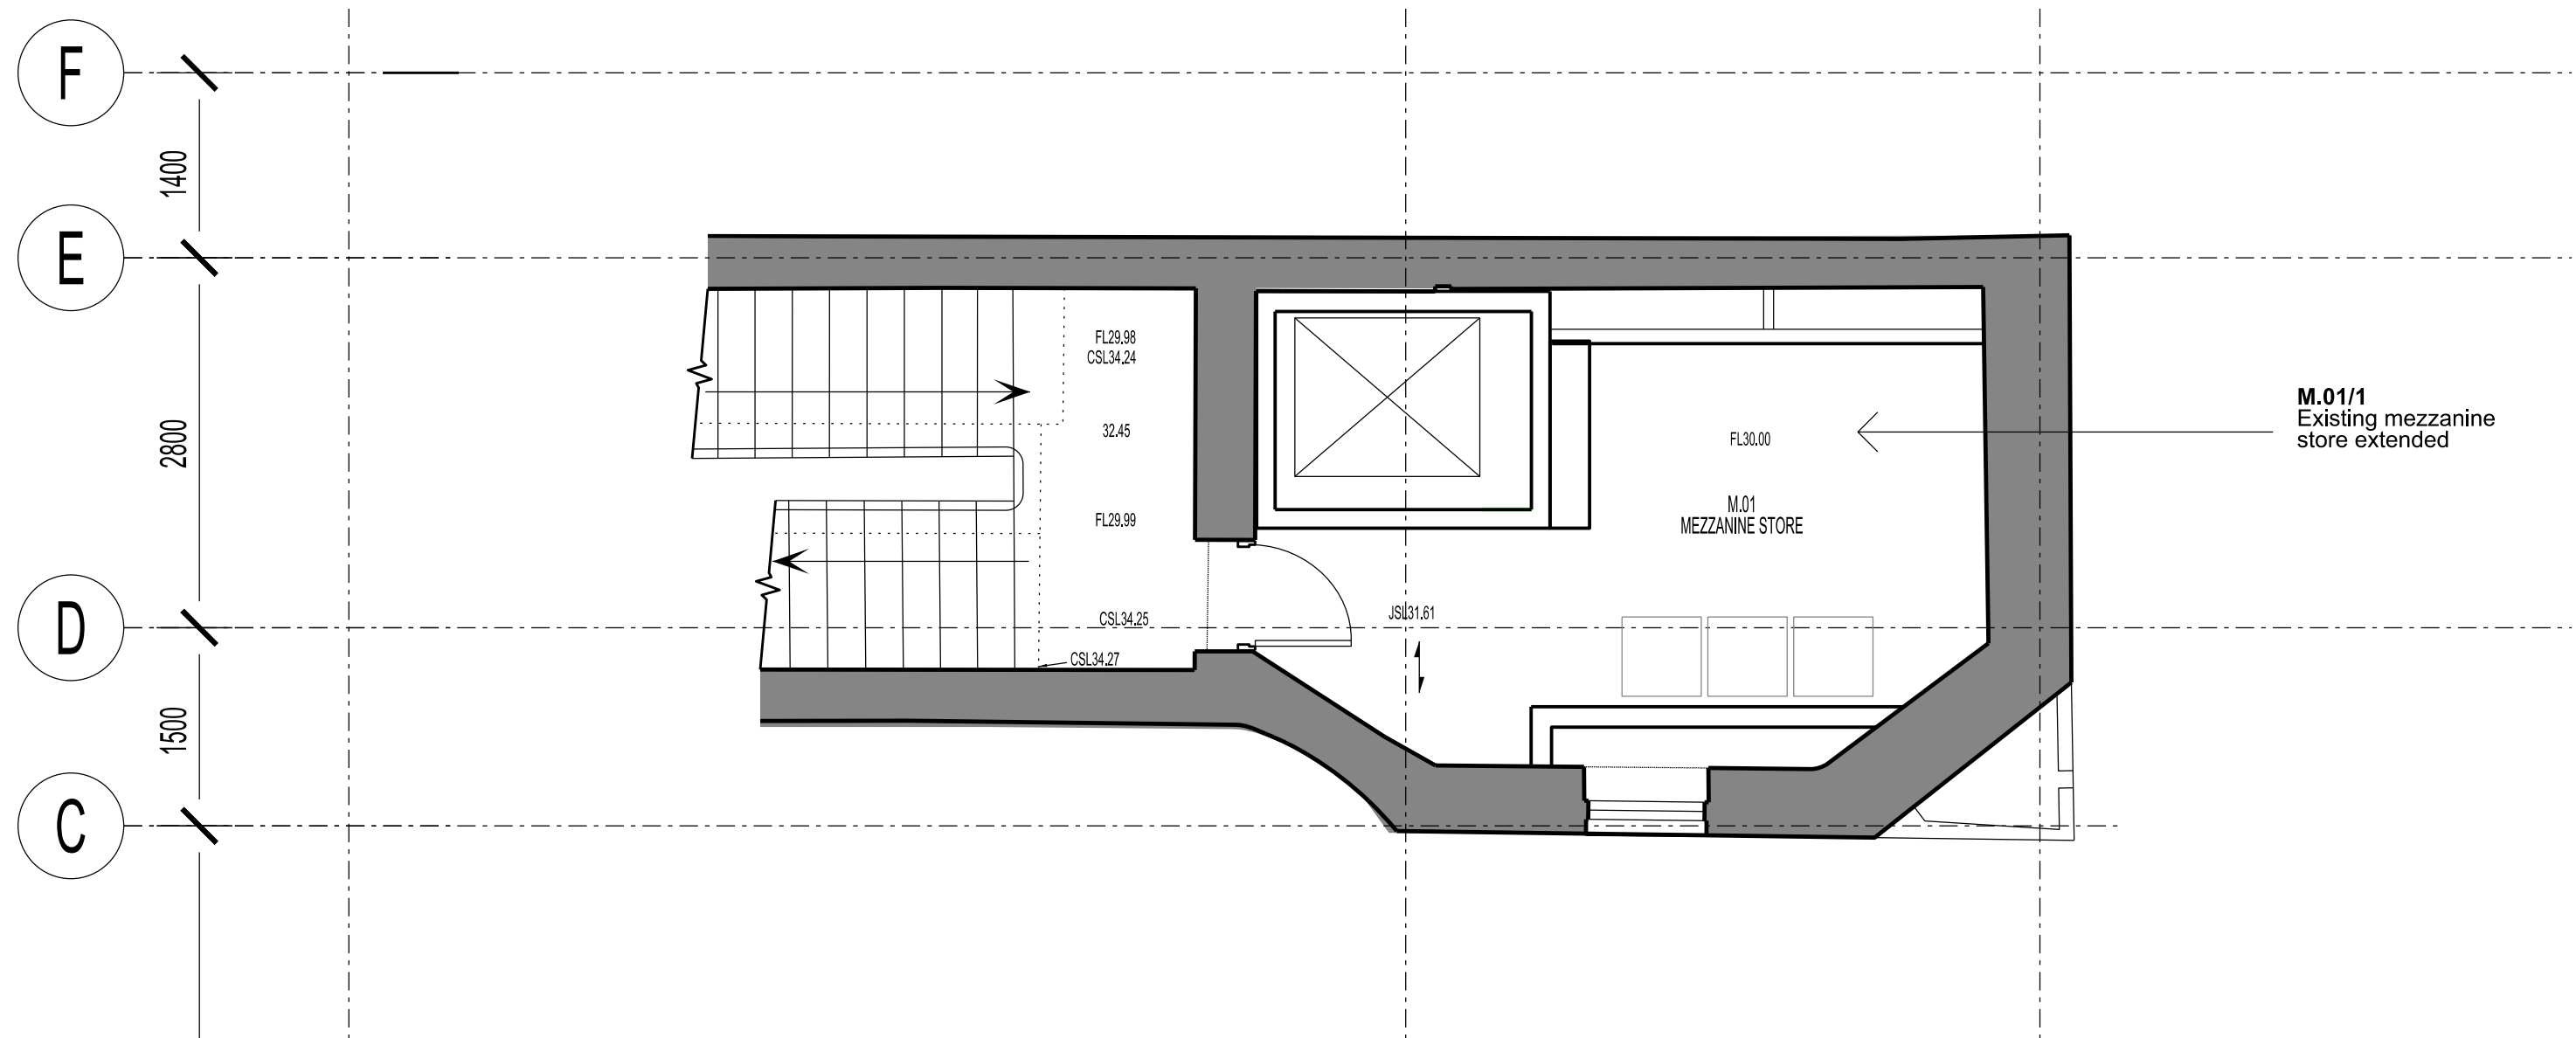 F
1400
E
FL29.98
CSL34.24
2800
32.45
FL30.00
M.01/1
Existing mezzanine
store extended
M.01
MEZZANINE STORE
FL29.99
D
CSL34.25
JSL31.61
CSL34.27
1500
C